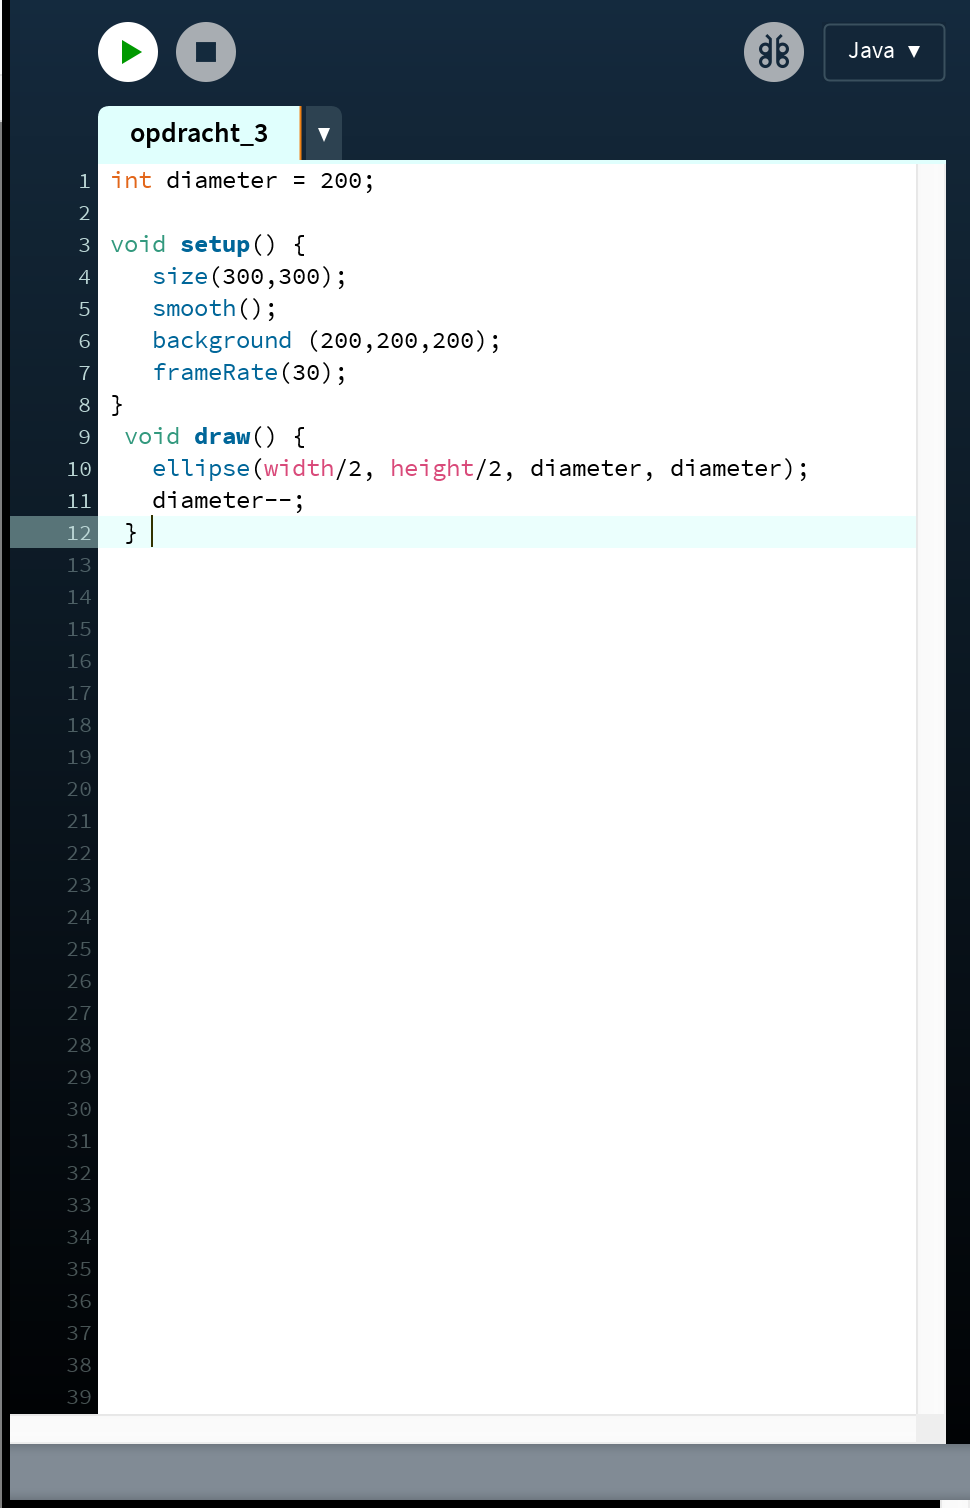 Java ▼
opdracht_3 ▼
1 int diameter = 200;
2
3 void setup() {
4 size(300,300);
5 smooth();
6 background (200,200,200);
7 frameRate(30);
8 }
9 void draw() {
10 ellipse(width/2, height/2, diameter, diameter);
11 diameter--;
12 }
13
14
15
16
17
18
19
20
21
22
23
24
25
26
27
28
29
30
31
32
33
34
35
36
37
38
39